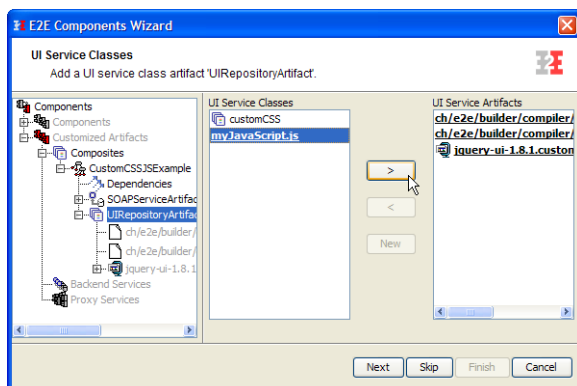 E2E Components Wizard
UI Service Classes
Add a UI service class artifact 'UIRepositoryArtifact'.
E2E
Components
Components
Customized Artifacts
Composites
CustomCSSJSExample
Dependencies
SOAPServiceArtifac
UIRepositoryArtifac
ch/e2e/builder/
ch/e2e/builder/
jquery-ui-1.8.1
Backend Services
Proxy Services
UI Service Classes
customCSS
myJavaScript.js
>
<
New
UI Service Artifacts
ch/e2e/builder/compiler/
ch/e2e/builder/compiler/
jquery-ui-1.8.1.custon
Next
Skip
Finish
Cancel